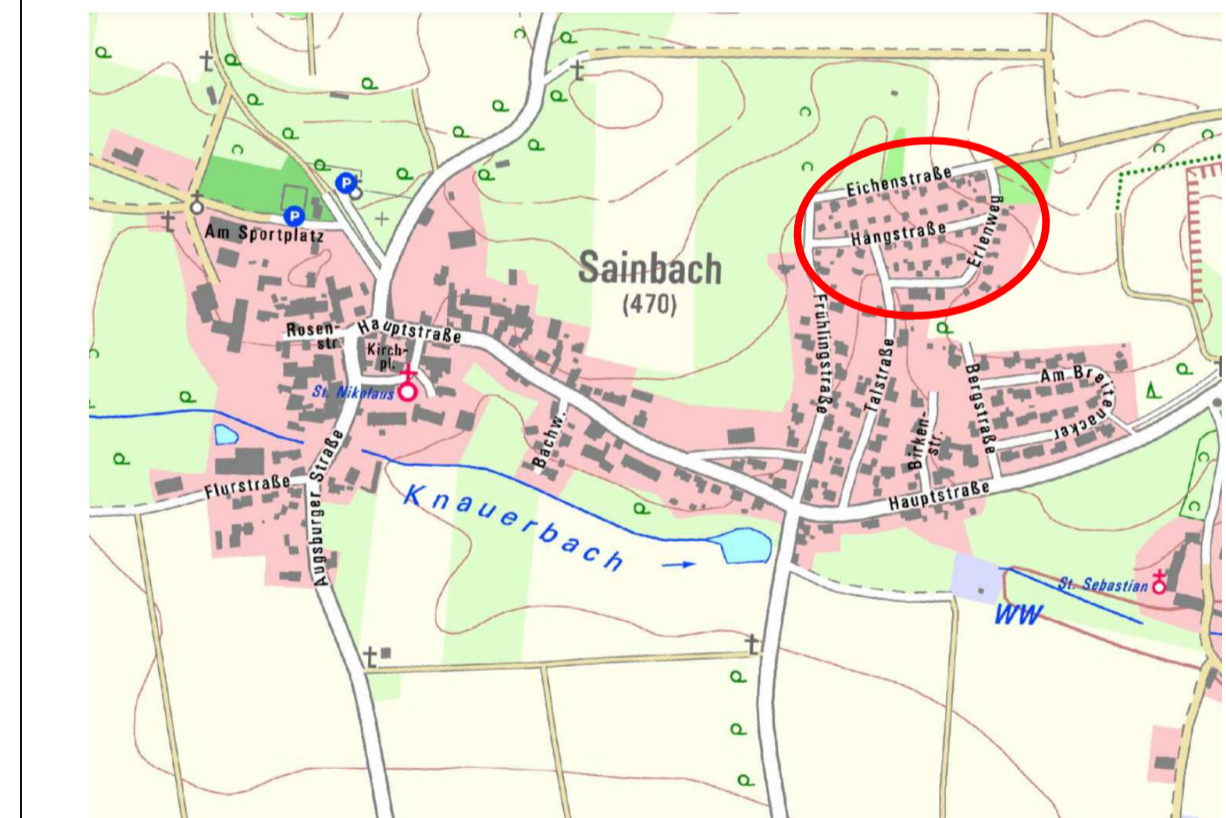 P
P
Am Sportplatz
Eichenstraße
Hangstraße
Erlenweg
Sainbach
(470)
Rosen-
str.
Hauptstraße
Kirch-
pl.
St. Nikolaus
Frühlingstraße
Talstraße
Bergstraße
Am Breitenacker
Birken-
str.
Bachw.
Flurstraße
Augsburger Straße
Knauerbach
Hauptstraße
St. Sebastian
WW